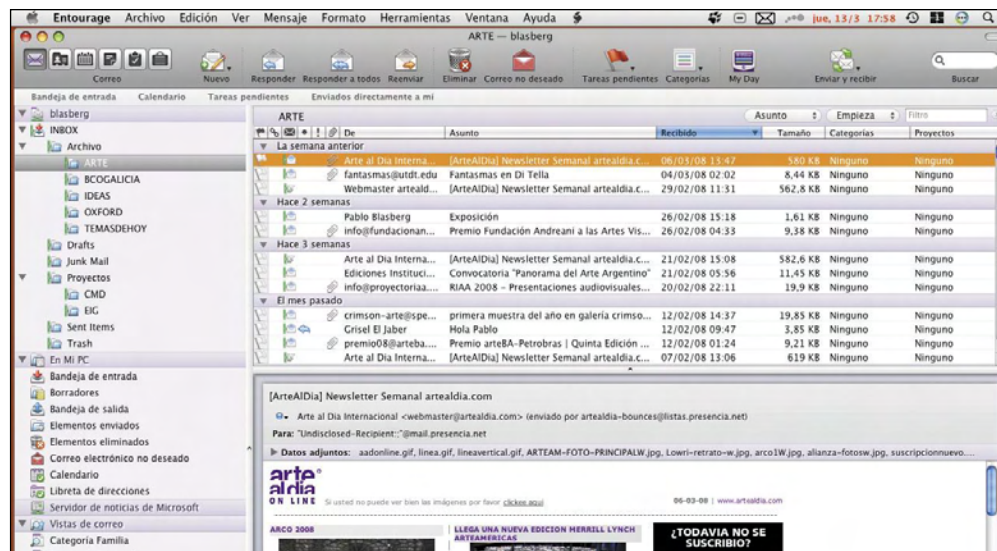 Entourage Archivo Edición Ver Mensaje Formato Herramientas Ventana Ayuda jue, 13/3 17:58
ARTE — blasberg
Correo Nuevo Responder Responder a todos Reenviar Eliminar Correo no deseado Tareas pendientes Categorías My Day Enviar y recibir Buscar
Bandeja de entrada Calendario Tareas pendientes Enviados directamente a mí
blasberg
INBOX
Archivo
ARTE
BCOGALICIA
IDEAS
OXFORD
TEMASDEHOY
Drafts
Junk Mail
Proyectos
CMD
EIG
Sent Items
Trash
En Mi PC
Bandeja de entrada
Borradores
Bandeja de salida
Elementos enviados
Elementos eliminados
Correo electrónico no deseado
Calendario
Libreta de direcciones
Servidor de noticias de Microsoft
Vistas de correo
Categoría Familia
ARTE Asunto Empieza Filtro
De Asunto Recibido Tamaño Categorías Proyectos
La semana anterior
Arte al Día Interna... [ArteAlDia] Newsletter Semanal artealdia.c... 06/03/08 13:47 580 KB Ninguno Ninguno
fantasmas@utdt.edu Fantasmas en Di Tella 04/03/08 02:02 8,44 KB Ninguno Ninguno
Webmaster arteald... [ArteAlDia] Newsletter Semanal artealdia.c... 29/02/08 11:31 562,8 KB Ninguno Ninguno
Hace 2 semanas
Pablo Blasberg Exposición 26/02/08 15:18 1,61 KB Ninguno Ninguno
info@fundacionan... Premio Fundación Andreani a las Artes Vis... 26/02/08 04:33 9,38 KB Ninguno Ninguno
Hace 3 semanas
Arte al Día Interna... [ArteAlDia] Newsletter Semanal artealdia.c... 21/02/08 15:08 582,6 KB Ninguno Ninguno
Ediciones Instituci... Convocatoria "Panorama del Arte Argentino" 21/02/08 05:56 11,45 KB Ninguno Ninguno
info@proyectoriaa.... RIAA 2008 - Presentaciones audiovisuales... 20/02/08 22:11 19,9 KB Ninguno Ninguno
El mes pasado
crimson-arte@spe... primera muestra del año en galería crimso... 12/02/08 14:37 19,85 KB Ninguno Ninguno
Grisel El Jaber Hola Pablo 12/02/08 09:47 3,85 KB Ninguno Ninguno
premio08@arteba.... Premio arteBA-Petrobras | Quinta Edición ... 12/02/08 01:24 9,21 KB Ninguno Ninguno
Arte al Día Interna... [ArteAlDia] Newsletter Semanal artealdia.c... 07/02/08 13:06 619 KB Ninguno Ninguno
[ArteAlDia] Newsletter Semanal artealdia.com
Arte al Día Internacional <webmaster@artealdia.com> (enviado por artealdia-bounces@listas.presencia.net)
Para: "Undisclosed-Recipient:;"@mail.presencia.net
Datos adjuntos: aadonline.gif, linea.gif, lineavertical.gif, ARTEAM-FOTO-PRINCIPALW.jpg, Lowri-retrato-w.jpg, arco1W.jpg, alianza-fotosw.jpg, suscripcionnuevo....
arte
al día
ON LINE Si usted no puede ver bien las imágenes por favor clickee aquí 06-03-08 | www.artealdia.com
ARCO 2008 LLEGA UNA NUEVA EDICION MERRILL LYNCH
ARTEAMERICAS
¿TODAVIA NO SE
SUSCRIBIO?